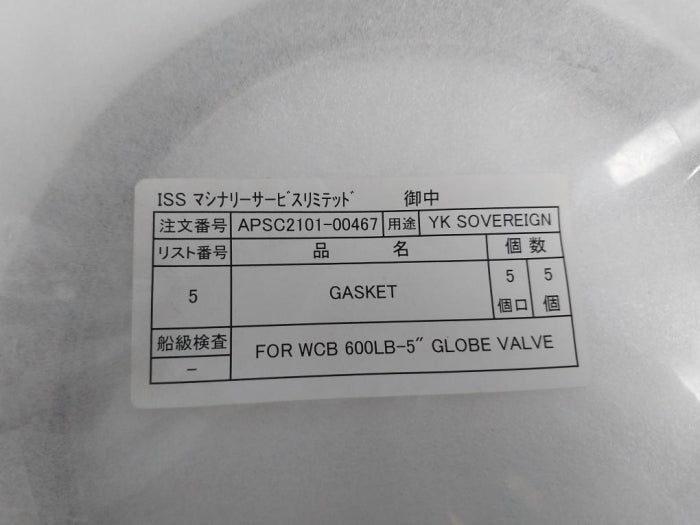 ISS ﾏｼﾅﾘｰｻｰﾋﾞｽﾘﾐﾃｯﾄﾞ 御中
注文番号 APSC2101-00467 用途 YK SOVEREIGN
リスト番号 品 名 個 数
5 GASKET 5 個口 5 個
船級検査 FOR WCB 600LB-5″ GLOBE VALVE
-